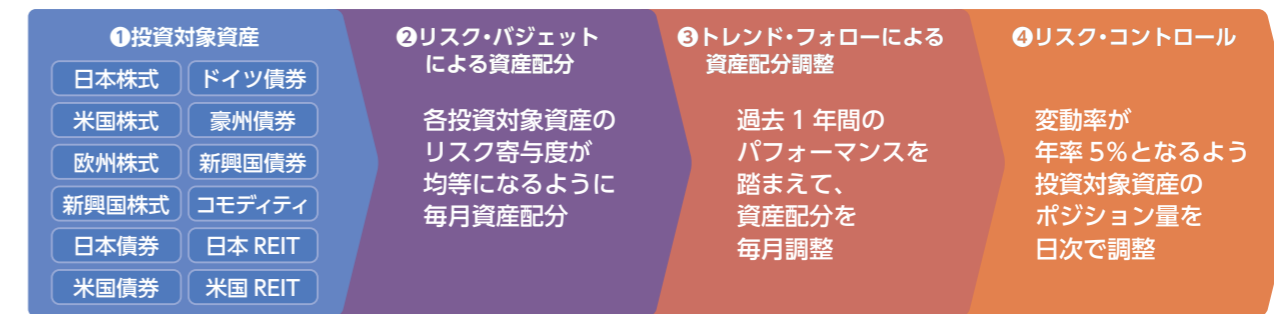 ❶投資対象資産
日本株式 ドイツ債券
米国株式 豪州債券
欧州株式 新興国債券
新興国株式 コモディティ
日本債券 日本 REIT
米国債券 米国 REIT
❷リスク・バジェット
による資産配分
各投資対象資産の
リスク寄与度が
均等になるように
毎月資産配分
❸トレンド・フォローによる
資産配分調整
過去 1 年間の
パフォーマンスを
踏まえて、
資産配分を
毎月調整
❹リスク・コントロール
変動率が
年率 5%となるよう
投資対象資産の
ポジション量を
日次で調整